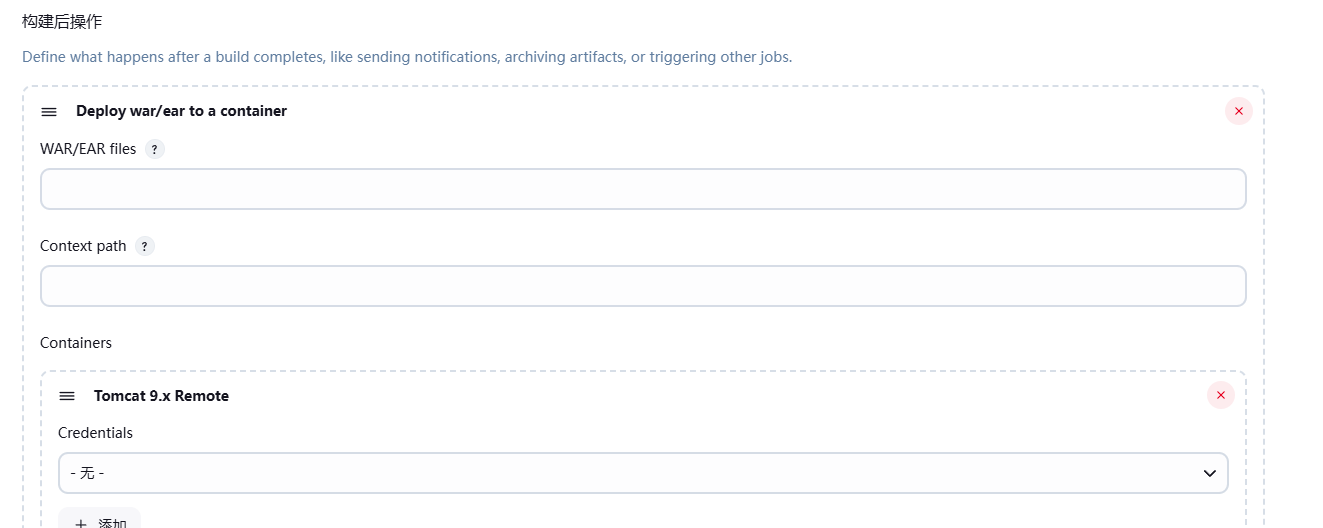 构建后操作
Define what happens after a build completes, like sending notifications, archiving artifacts, or triggering other jobs.
Deploy war/ear to a container
WAR/EAR files ?
Context path ?
Containers
Tomcat 9.x Remote
Credentials
- 无 -
+ 添加